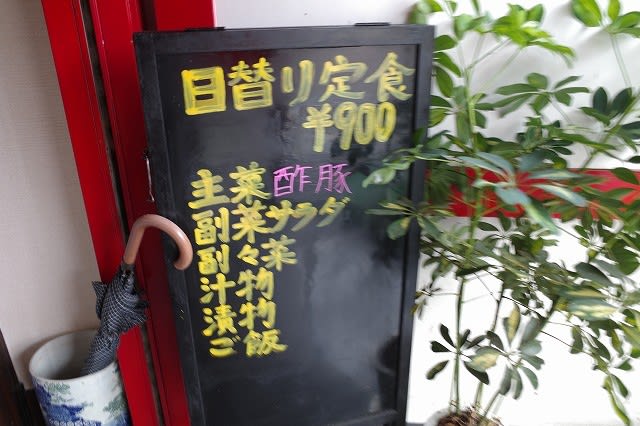 日替り定食
¥900
主菜 酢豚
副菜サラダ
副々菜
汁物
漬物
ご飯